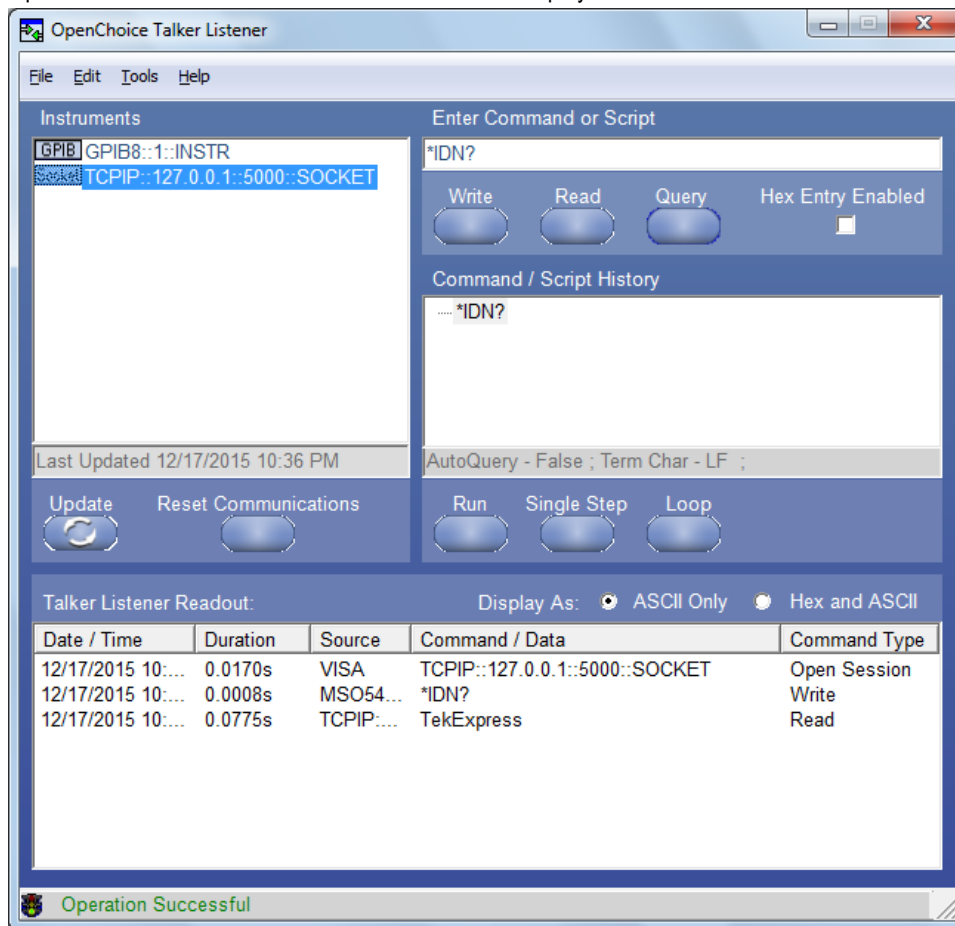 OpenChoice Talker Listener
File Edit Tools Help
Instruments
GPIB GPIB8::1::INSTR
Socket TCPIP::127.0.0.1::5000::SOCKET
Last Updated 12/17/2015 10:36 PM
Update Reset Communications
Enter Command or Script
*IDN?
Write Read Query Hex Entry Enabled
Command / Script History
*IDN?
AutoQuery - False ; Term Char - LF ;
Run Single Step Loop
Talker Listener Readout: Display As: ASCII Only Hex and ASCII
Date / Time Duration Source Command / Data Command Type
12/17/2015 10:... 0.0170s VISA TCPIP::127.0.0.1::5000::SOCKET Open Session
12/17/2015 10:... 0.0008s MSO54... *IDN? Write
12/17/2015 10:... 0.0775s TCPIP:... TekExpress Read
Operation Successful